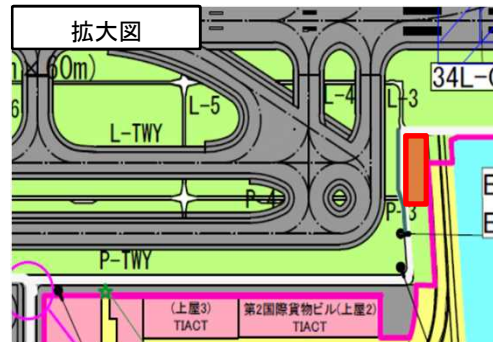 拡大図
m×60m)
34L-
L-5
L-4
L-3
L-TWY
P-4
P-3
P-TWY
(上屋3)
TIACT
第2国際貨物ビル(上屋2)
TIACT